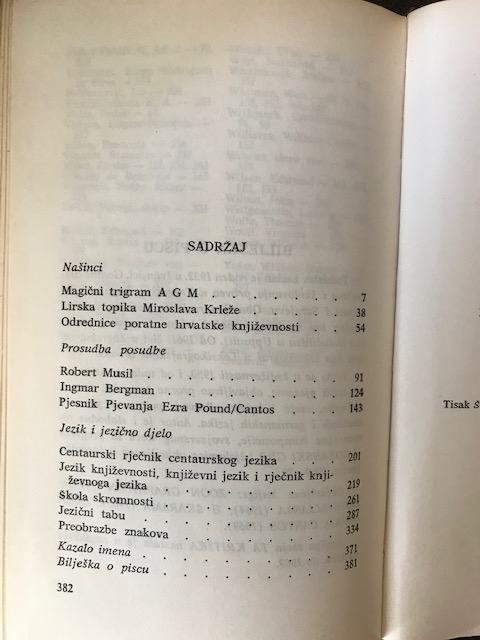 SADRŽAJ
Našinci
Magični trigram A G M . . . . . . . . 7
Lirska topika Miroslava Krleže . . . . . 38
Odrednice poratne hrvatske književnosti . . 54
Prosudba posudbe
Robert Musil . . . . . . . . . . . 91
Ingmar Bergman . . . . . . . . . . 124
Pjesnik Pjevanja Ezra Pound/Cantos . . . . 143
Jezik i jezično djelo
Centaurski rječnik centaurskog jezika . . . . 201
Jezik književnosti, književni jezik i rječnik knji-
ževnoga jezika . . . . . . . . . . 219
Škola skromnosti . . . . . . . . . . 261
Jezični tabu . . . . . . . . . . . 287
Preobrazbe znakova . . . . . . . . . 334
Kazalo imena . . . . . . . . . . . 371
Bilješka o piscu . . . . . . . . . . 381
382
Tisak